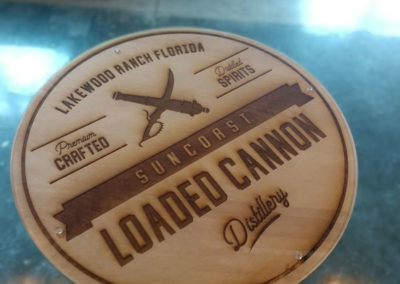 LAKEWOOD RANCH FLORIDA
Premium
CRAFTED
Distilled
SPIRITS
SUNCOAST
LOADED CANNON
Distillery